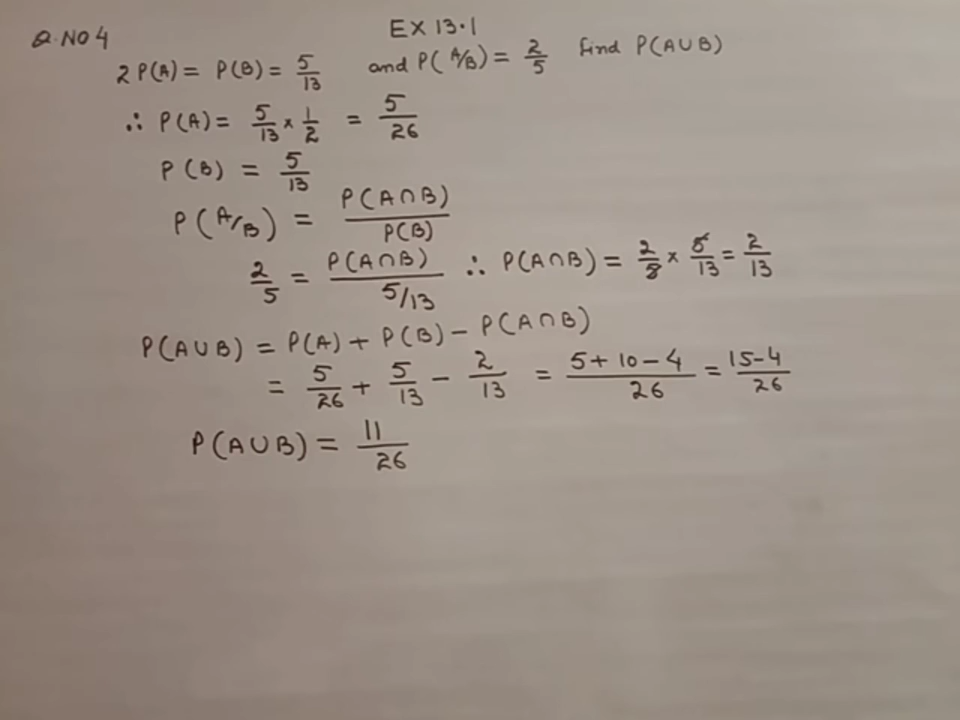 EX 13.1
Q. NO 4
2 P(A) = P(B) = 5/13 and P(A/B) = 2/5 find P(A∪B)
∴ P(A) = 5/13 × 1/2 = 5/26
P(B) = 5/13
P(A/B) = P(A∩B)/P(B)
2/5 = P(A∩B)/5/13 ∴ P(A∩B) = 2/5 × 5/13 = 2/13
P(A∪B) = P(A) + P(B) − P(A∩B)
= 5/26 + 5/13 − 2/13 = 5+10−4/26 = 15−4/26
P(A∪B) = 11/26